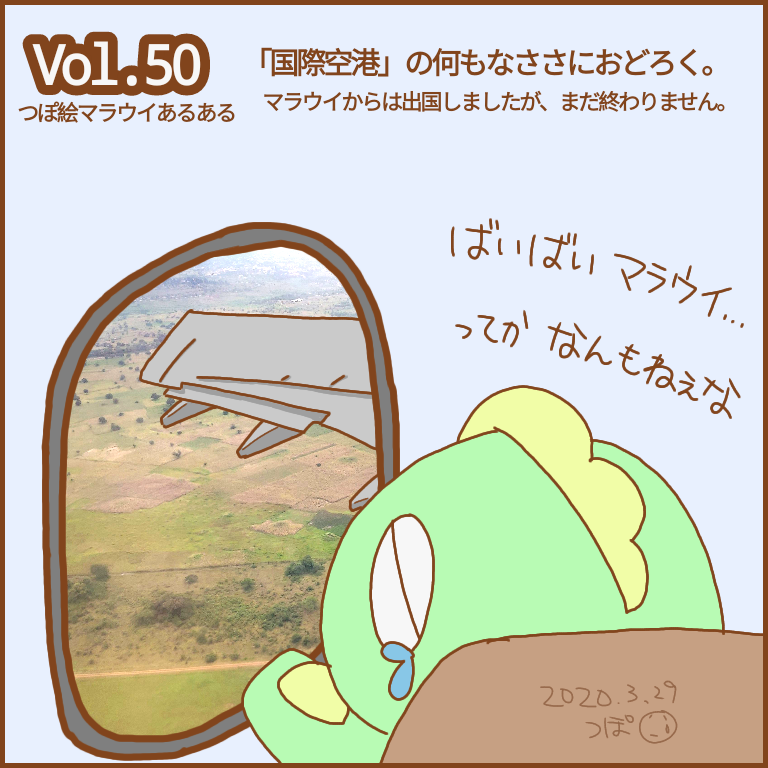 Vol.50
つぽ絵マラウイあるある
「国際空港」の何もなささにおどろく。
マラウイからは出国しましたが、まだ終わりません。
ばいばい マラウイ...
ってか なんもねぇな
2020.3.29
つぽ